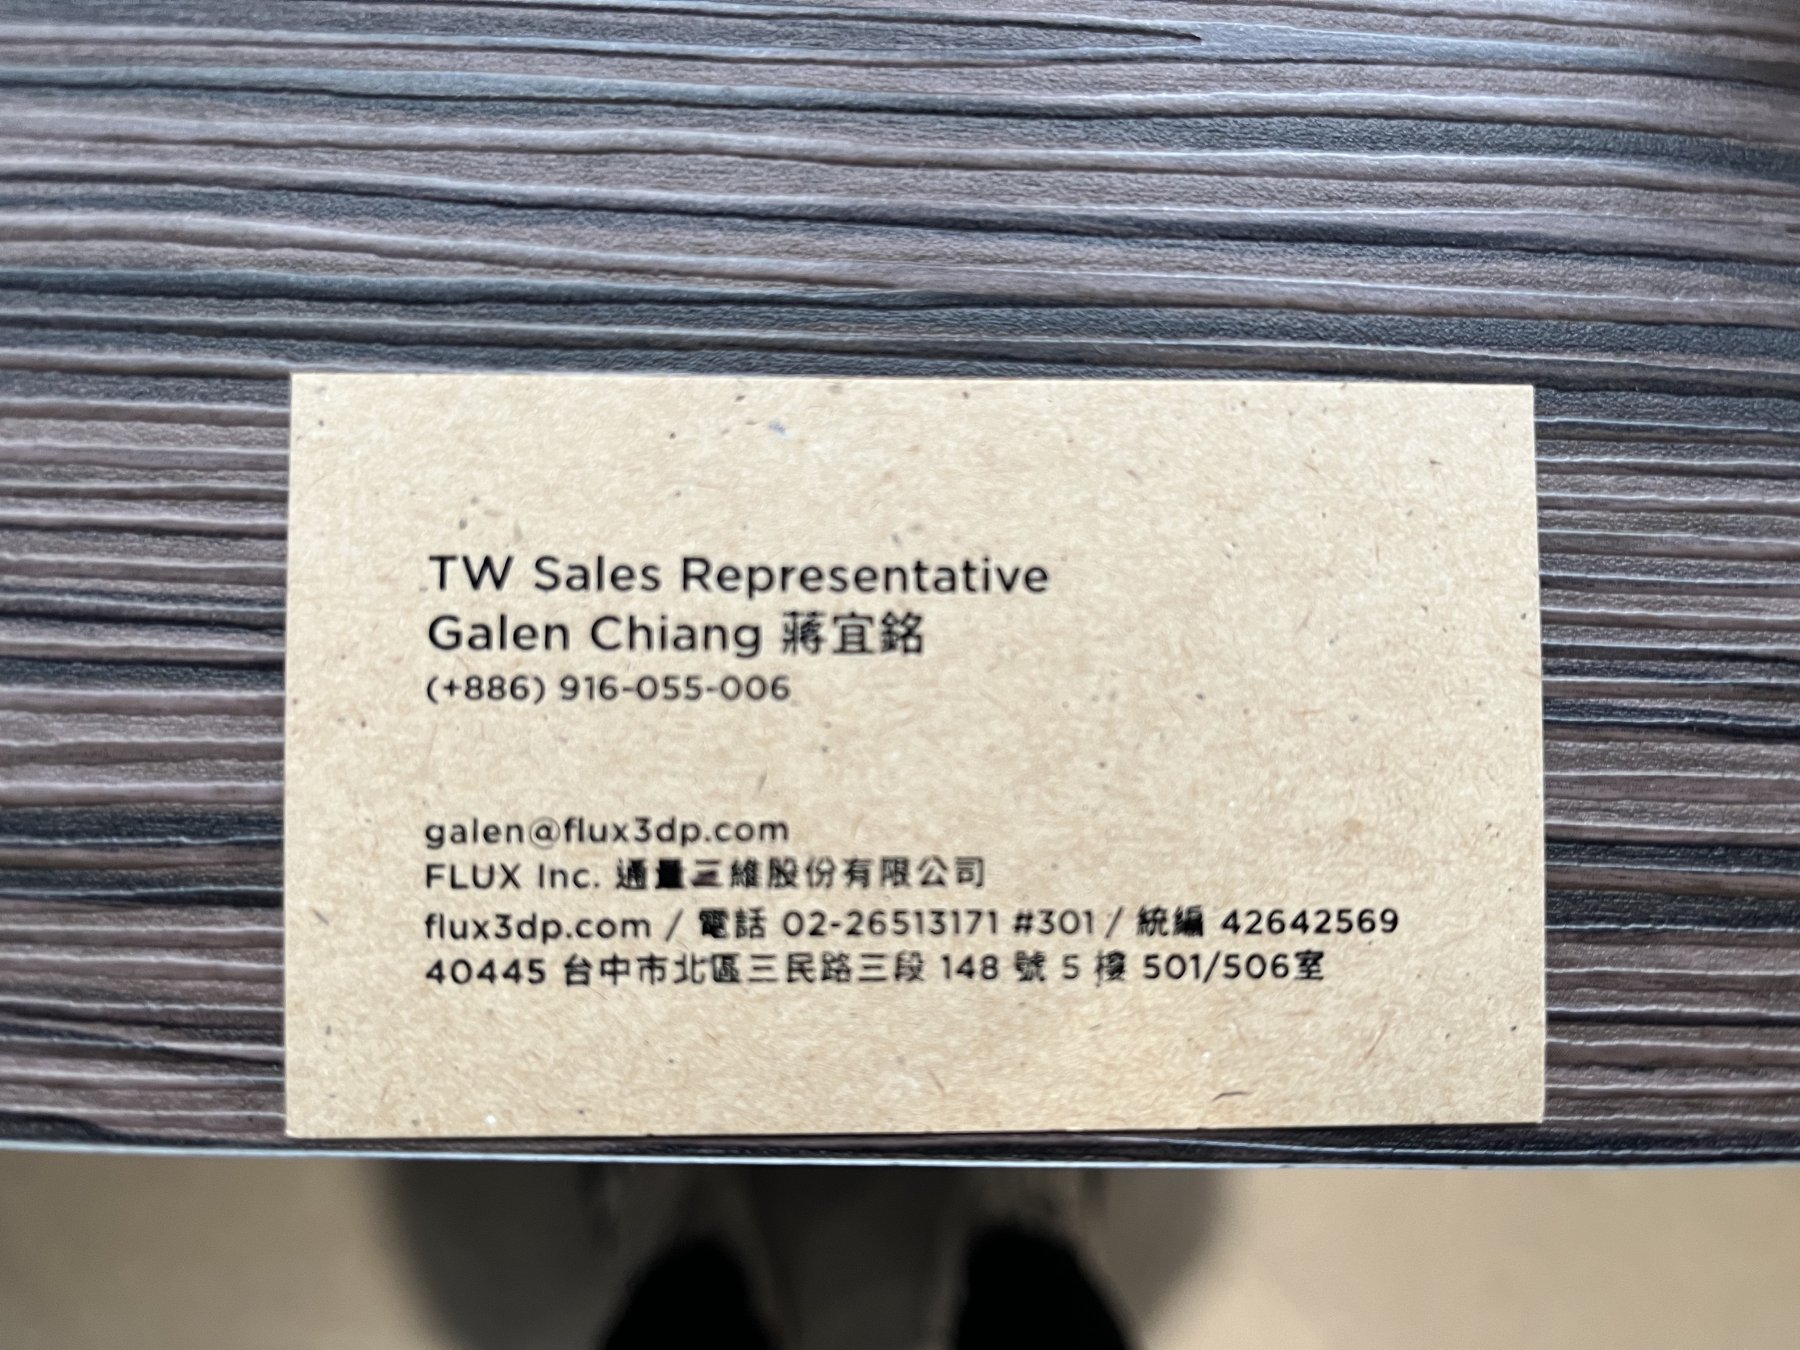 TW Sales Representative
Galen Chiang 蔣宜銘
(+886) 916-055-006
galen@flux3dp.com
FLUX Inc. 通量三維股份有限公司
flux3dp.com / 電話 02-26513171 #301 / 統編 42642569
40445 台中市北區三民路三段 148 號 5 樓 501/506室